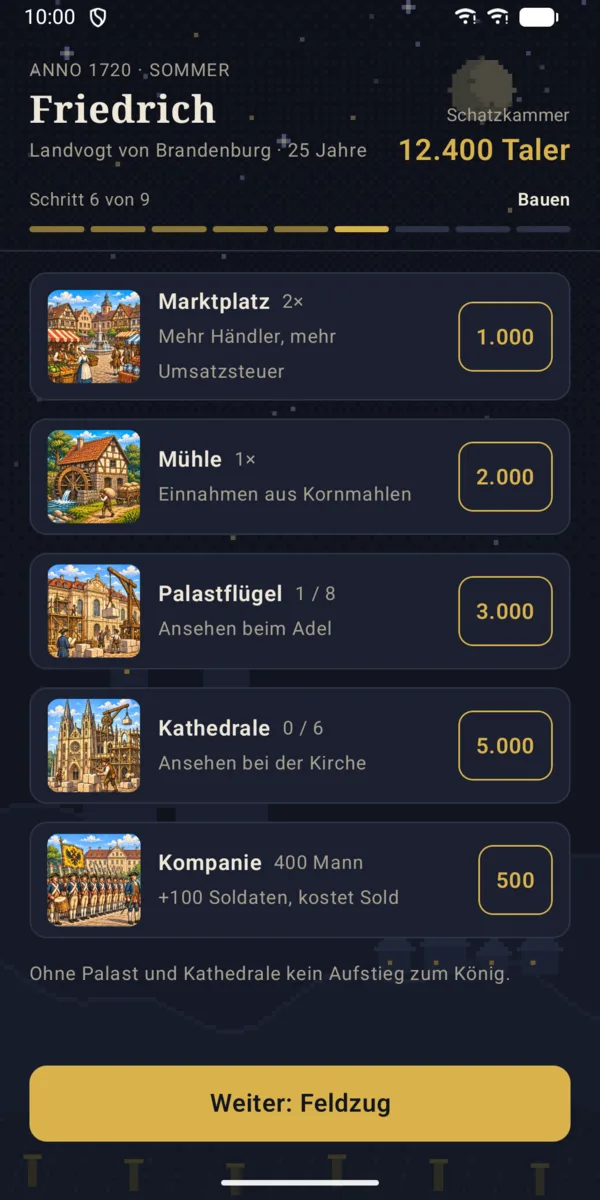 10:00
ANNO 1720 · SOMMER
Friedrich
Schatzkammer
Landvogt von Brandenburg · 25 Jahre
12.400 Taler
Schritt 6 von 9
Bauen
Marktplatz 2×
Mehr Händler, mehr
Umsatzsteuer
1.000
Mühle 1×
Einnahmen aus Kornmahlen
2.000
Palastflügel 1 / 8
Ansehen beim Adel
3.000
Kathedrale 0 / 6
Ansehen bei der Kirche
5.000
Kompanie 400 Mann
+100 Soldaten, kostet Sold
500
Ohne Palast und Kathedrale kein Aufstieg zum König.
Weiter: Feldzug